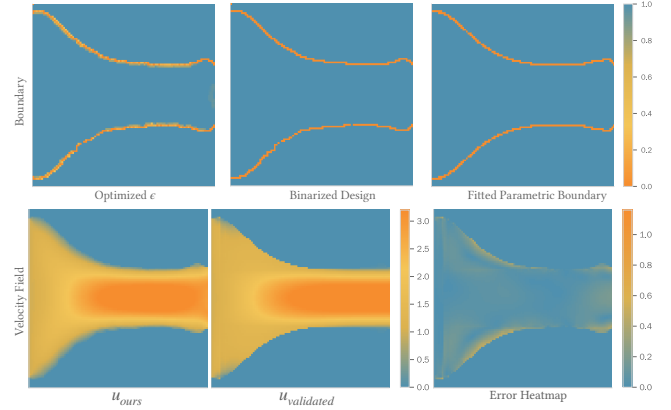 Boundary
1.0
0.8
0.6
0.4
0.2
0.0
Optimized ϵ
Binarized Design
Fitted Parametric Boundary
Velocity Field
3.0
2.5
2.0
1.5
1.0
0.5
0.0
1.0
0.8
0.6
0.4
0.2
0.0
u_ours
u_validated
Error Heatmap